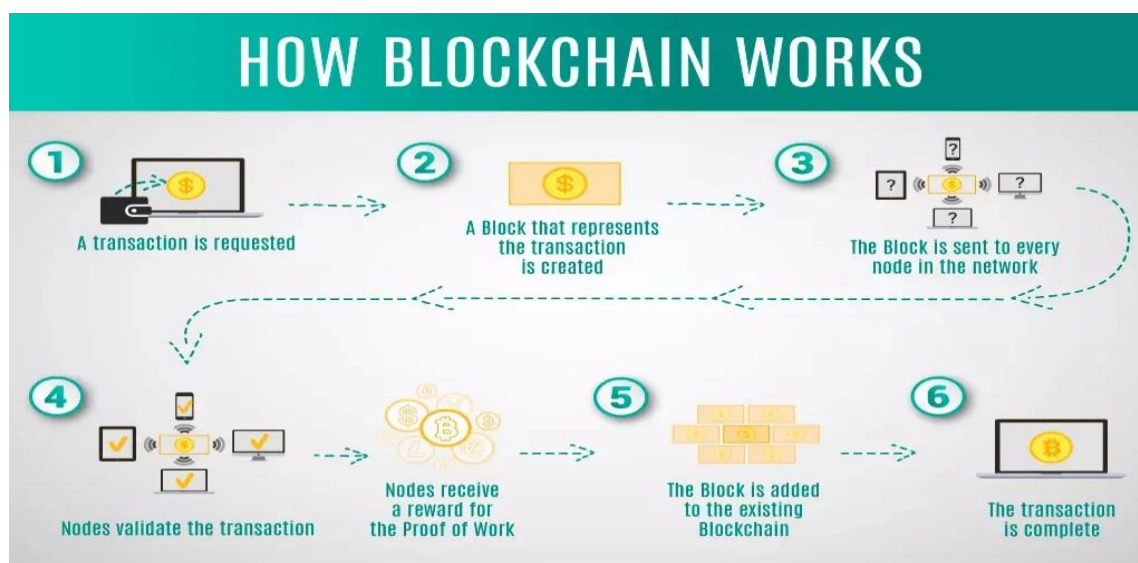 HOW BLOCKCHAIN WORKS
1
A transaction is requested
2
A Block that represents
the transaction
is created
3
The Block is sent to every
node in the network
4
Nodes validate the transaction
Nodes receive
a reward for
the Proof of Work
5
The Block is added
to the existing
Blockchain
6
The transaction
is complete